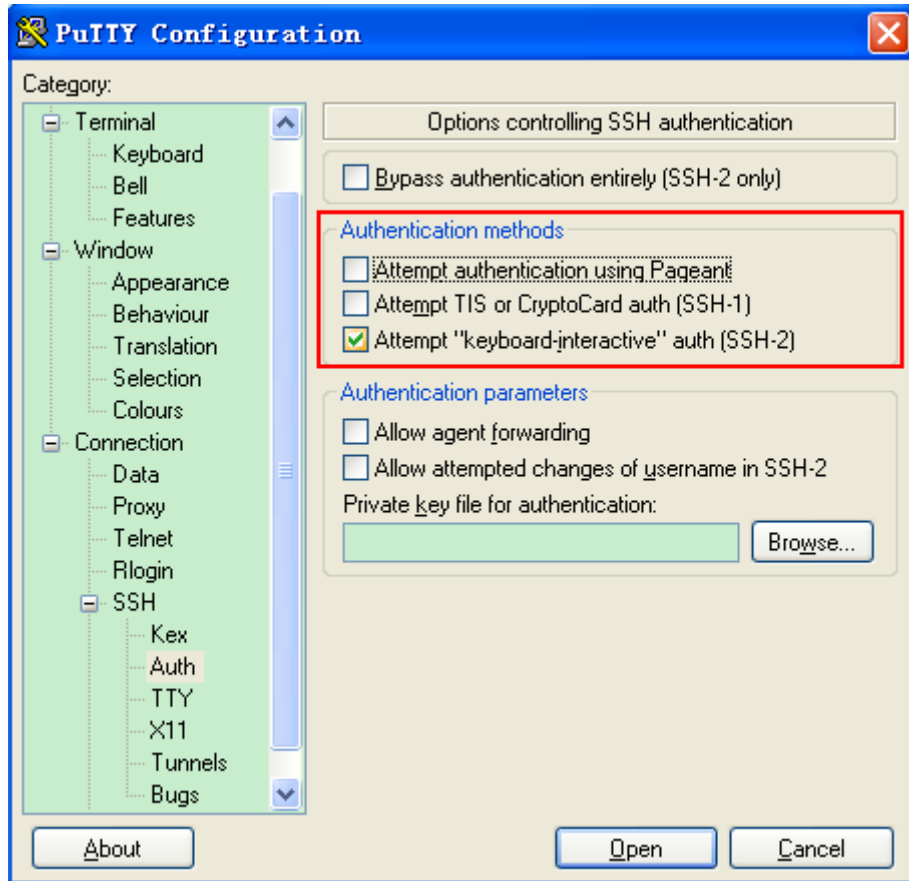 PuTTY Configuration
Category:
Terminal
Keyboard
Bell
Features
Window
Appearance
Behaviour
Translation
Selection
Colours
Connection
Data
Proxy
Telnet
Rlogin
SSH
Kex
Auth
TTY
X11
Tunnels
Bugs
Options controlling SSH authentication
Bypass authentication entirely (SSH-2 only)
Authentication methods
Attempt authentication using Pageant
Attempt TIS or CryptoCard auth (SSH-1)
Attempt "keyboard-interactive" auth (SSH-2)
Authentication parameters
Allow agent forwarding
Allow attempted changes of username in SSH-2
Private key file for authentication:
Browse...
About
Open
Cancel